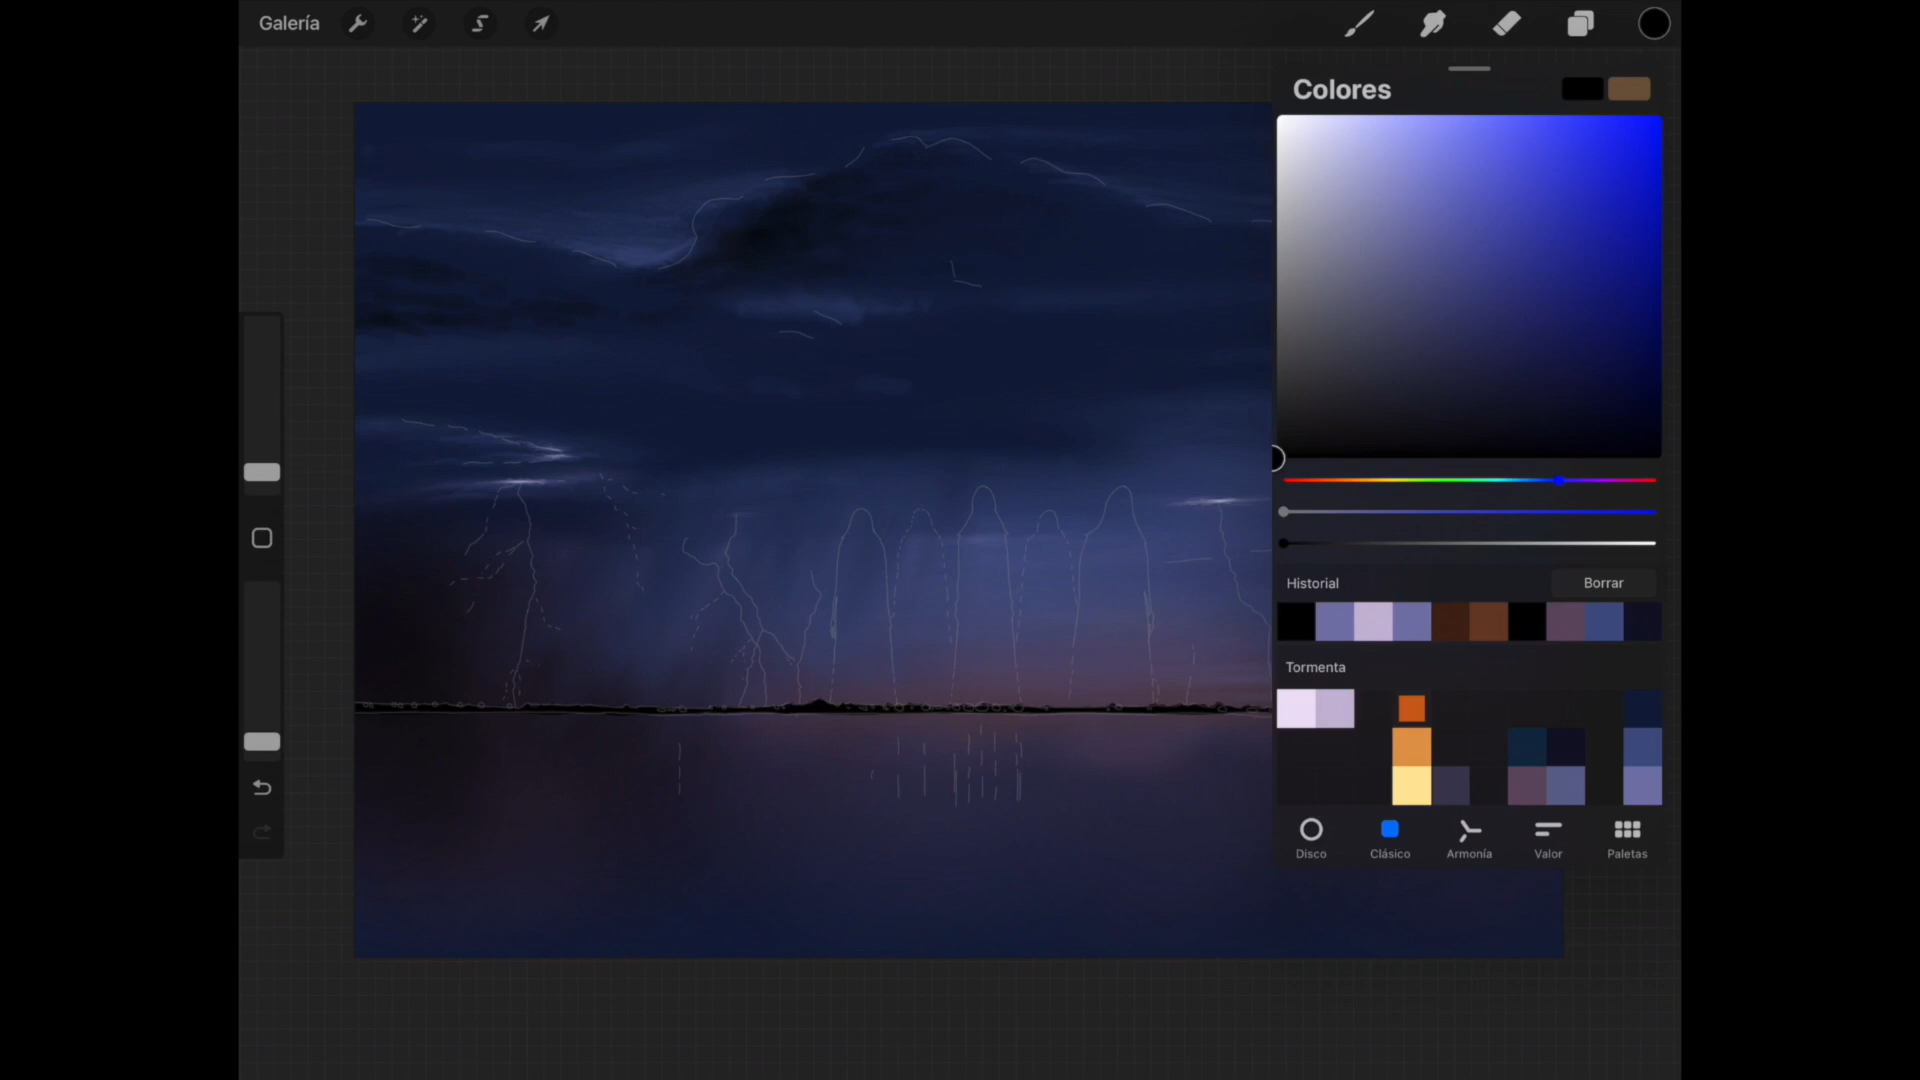 Galería
Colores
Historial
Borrar
Tormenta
Disco
Clásico
Armonía
Valor
Paletas